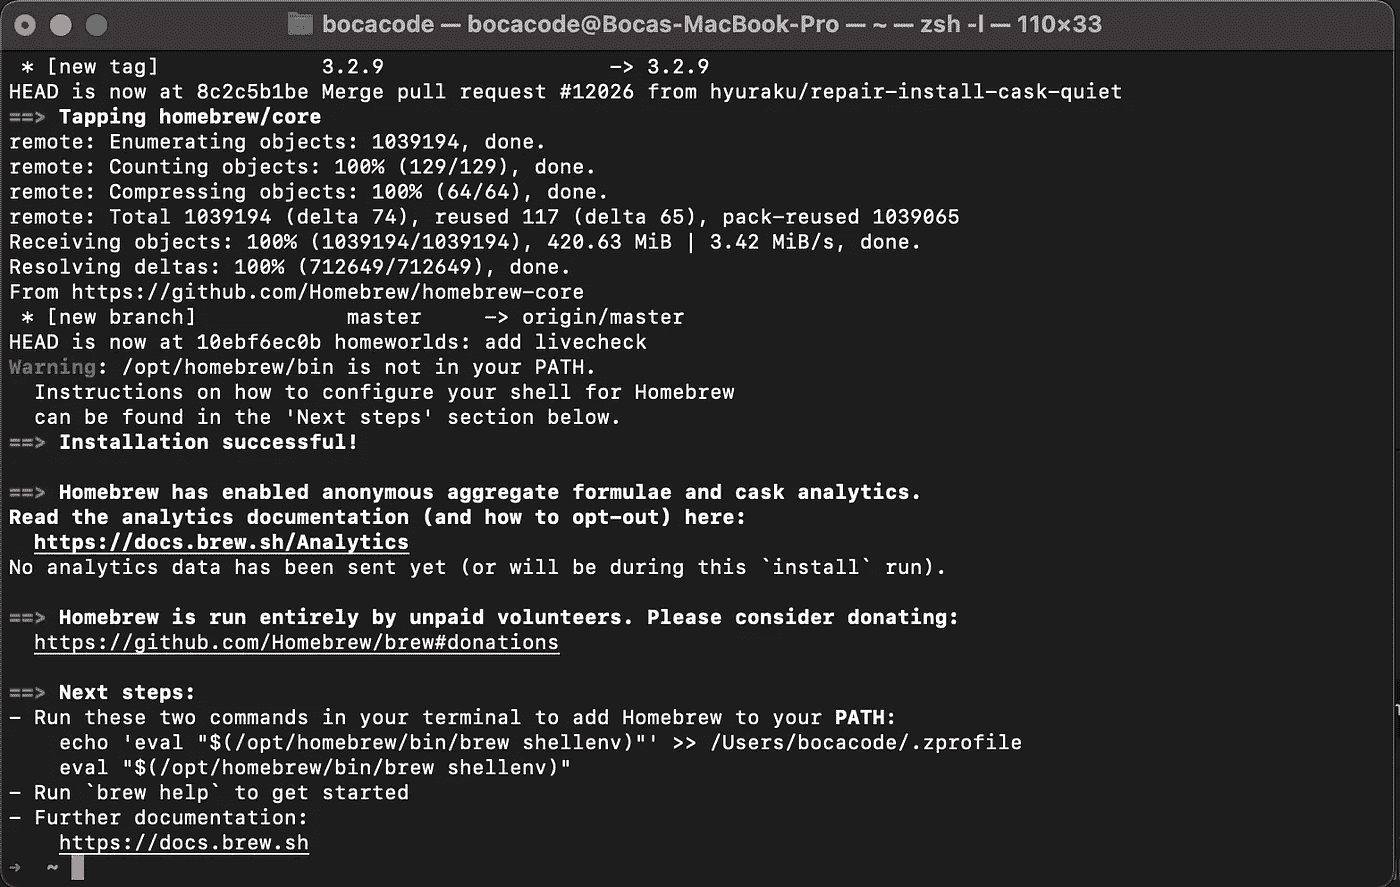 bocacode — bocacode@Bocas-MacBook-Pro — ~ — zsh -l — 110×33
* [new tag]             3.2.9                  -> 3.2.9
HEAD is now at 8c2c5b1be Merge pull request #12026 from hyuraku/repair-install-cask-quiet
==> Tapping homebrew/core
remote: Enumerating objects: 1039194, done.
remote: Counting objects: 100% (129/129), done.
remote: Compressing objects: 100% (64/64), done.
remote: Total 1039194 (delta 74), reused 117 (delta 65), pack-reused 1039065
Receiving objects: 100% (1039194/1039194), 420.63 MiB | 3.42 MiB/s, done.
Resolving deltas: 100% (712649/712649), done.
From https://github.com/Homebrew/homebrew-core
* [new branch]            master     -> origin/master
HEAD is now at 10ebf6ec0b homeworlds: add livecheck
Warning: /opt/homebrew/bin is not in your PATH.
Instructions on how to configure your shell for Homebrew
can be found in the 'Next steps' section below.
==> Installation successful!
==> Homebrew has enabled anonymous aggregate formulae and cask analytics.
Read the analytics documentation (and how to opt-out) here:
https://docs.brew.sh/Analytics
No analytics data has been sent yet (or will be during this `install` run).
==> Homebrew is run entirely by unpaid volunteers. Please consider donating:
https://github.com/Homebrew/brew#donations
==> Next steps:
- Run these two commands in your terminal to add Homebrew to your PATH:
echo 'eval "$(/opt/homebrew/bin/brew shellenv)"' >> /Users/bocacode/.zprofile
eval "$(/opt/homebrew/bin/brew shellenv)"
- Run `brew help` to get started
- Further documentation:
https://docs.brew.sh
→ ~